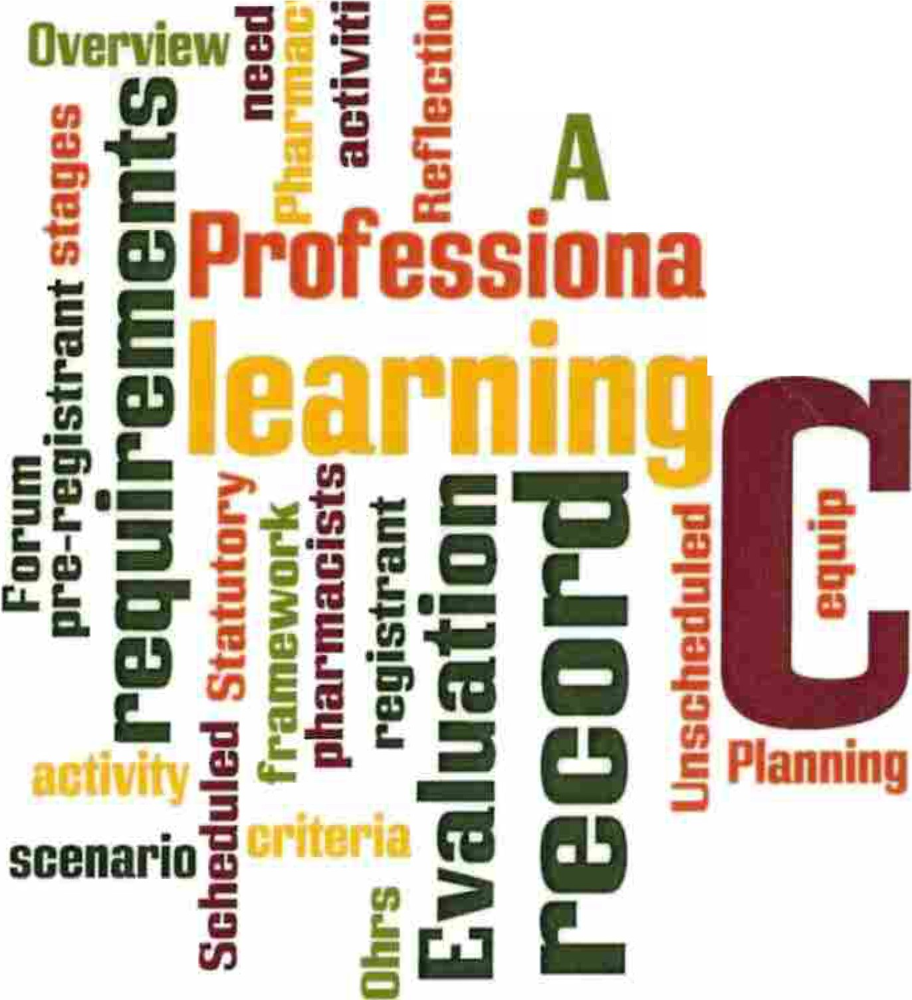 Overview
need
Pharmac
activiti
Reflectio
A
stages
requirements
Professiona
pre-registrant
learning
Forum
C
equip
Statutory
framework
pharmacists
registrant
Evaluation
record
Unscheduled
Planning
activity
Scheduled
criteria
scenario
Ohrs